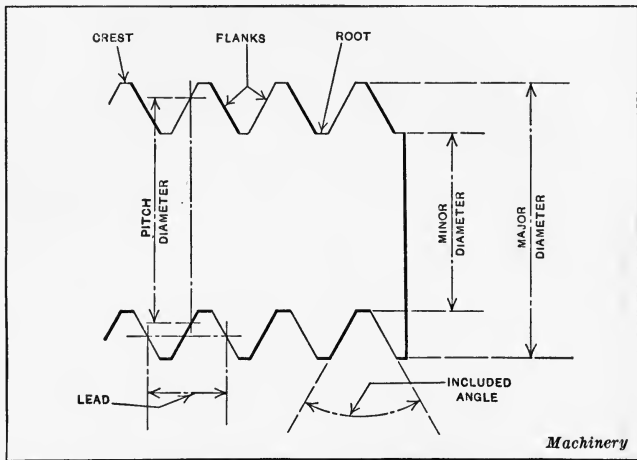 CREST
FLANKS
ROOT
PITCH
DIAMETER
MINOR
DIAMETER
MAJOR
DIAMETER
LEAD
INCLUDED
ANGLE
Machinery